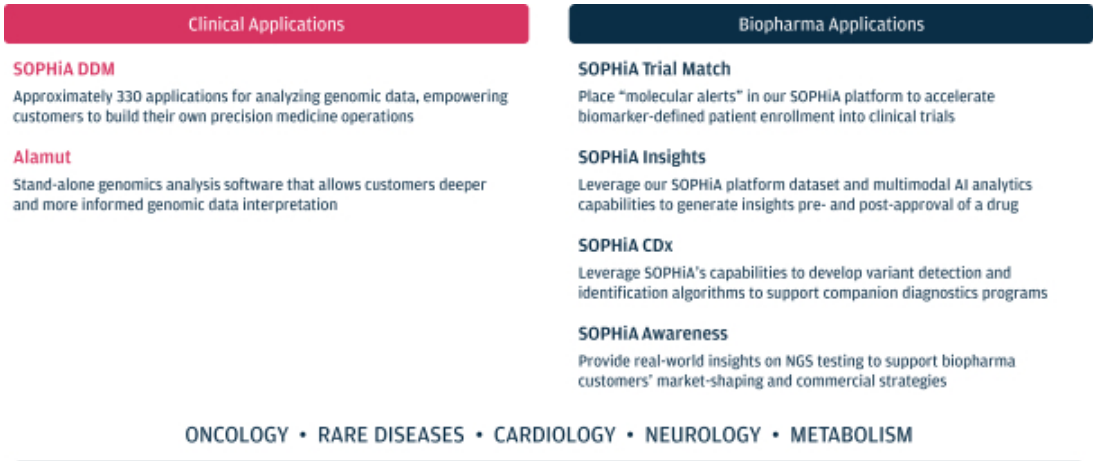 Clinical Applications
SOPHiA DDM
Approximately 330 applications for analyzing genomic data, empowering
customers to build their own precision medicine operations
Alamut
Stand-alone genomics analysis software that allows customers deeper
and more informed genomic data interpretation
Biopharma Applications
SOPHiA Trial Match
Place “molecular alerts” in our SOPHiA platform to accelerate
biomarker-defined patient enrollment into clinical trials
SOPHiA Insights
Leverage our SOPHiA platform dataset and multimodal AI analytics
capabilities to generate insights pre- and post-approval of a drug
SOPHiA CDx
Leverage SOPHiA’s capabilities to develop variant detection and
identification algorithms to support companion diagnostics programs
SOPHiA Awareness
Provide real-world insights on NGS testing to support biopharma
customers’ market-shaping and commercial strategies
ONCOLOGY • RARE DISEASES • CARDIOLOGY • NEUROLOGY • METABOLISM